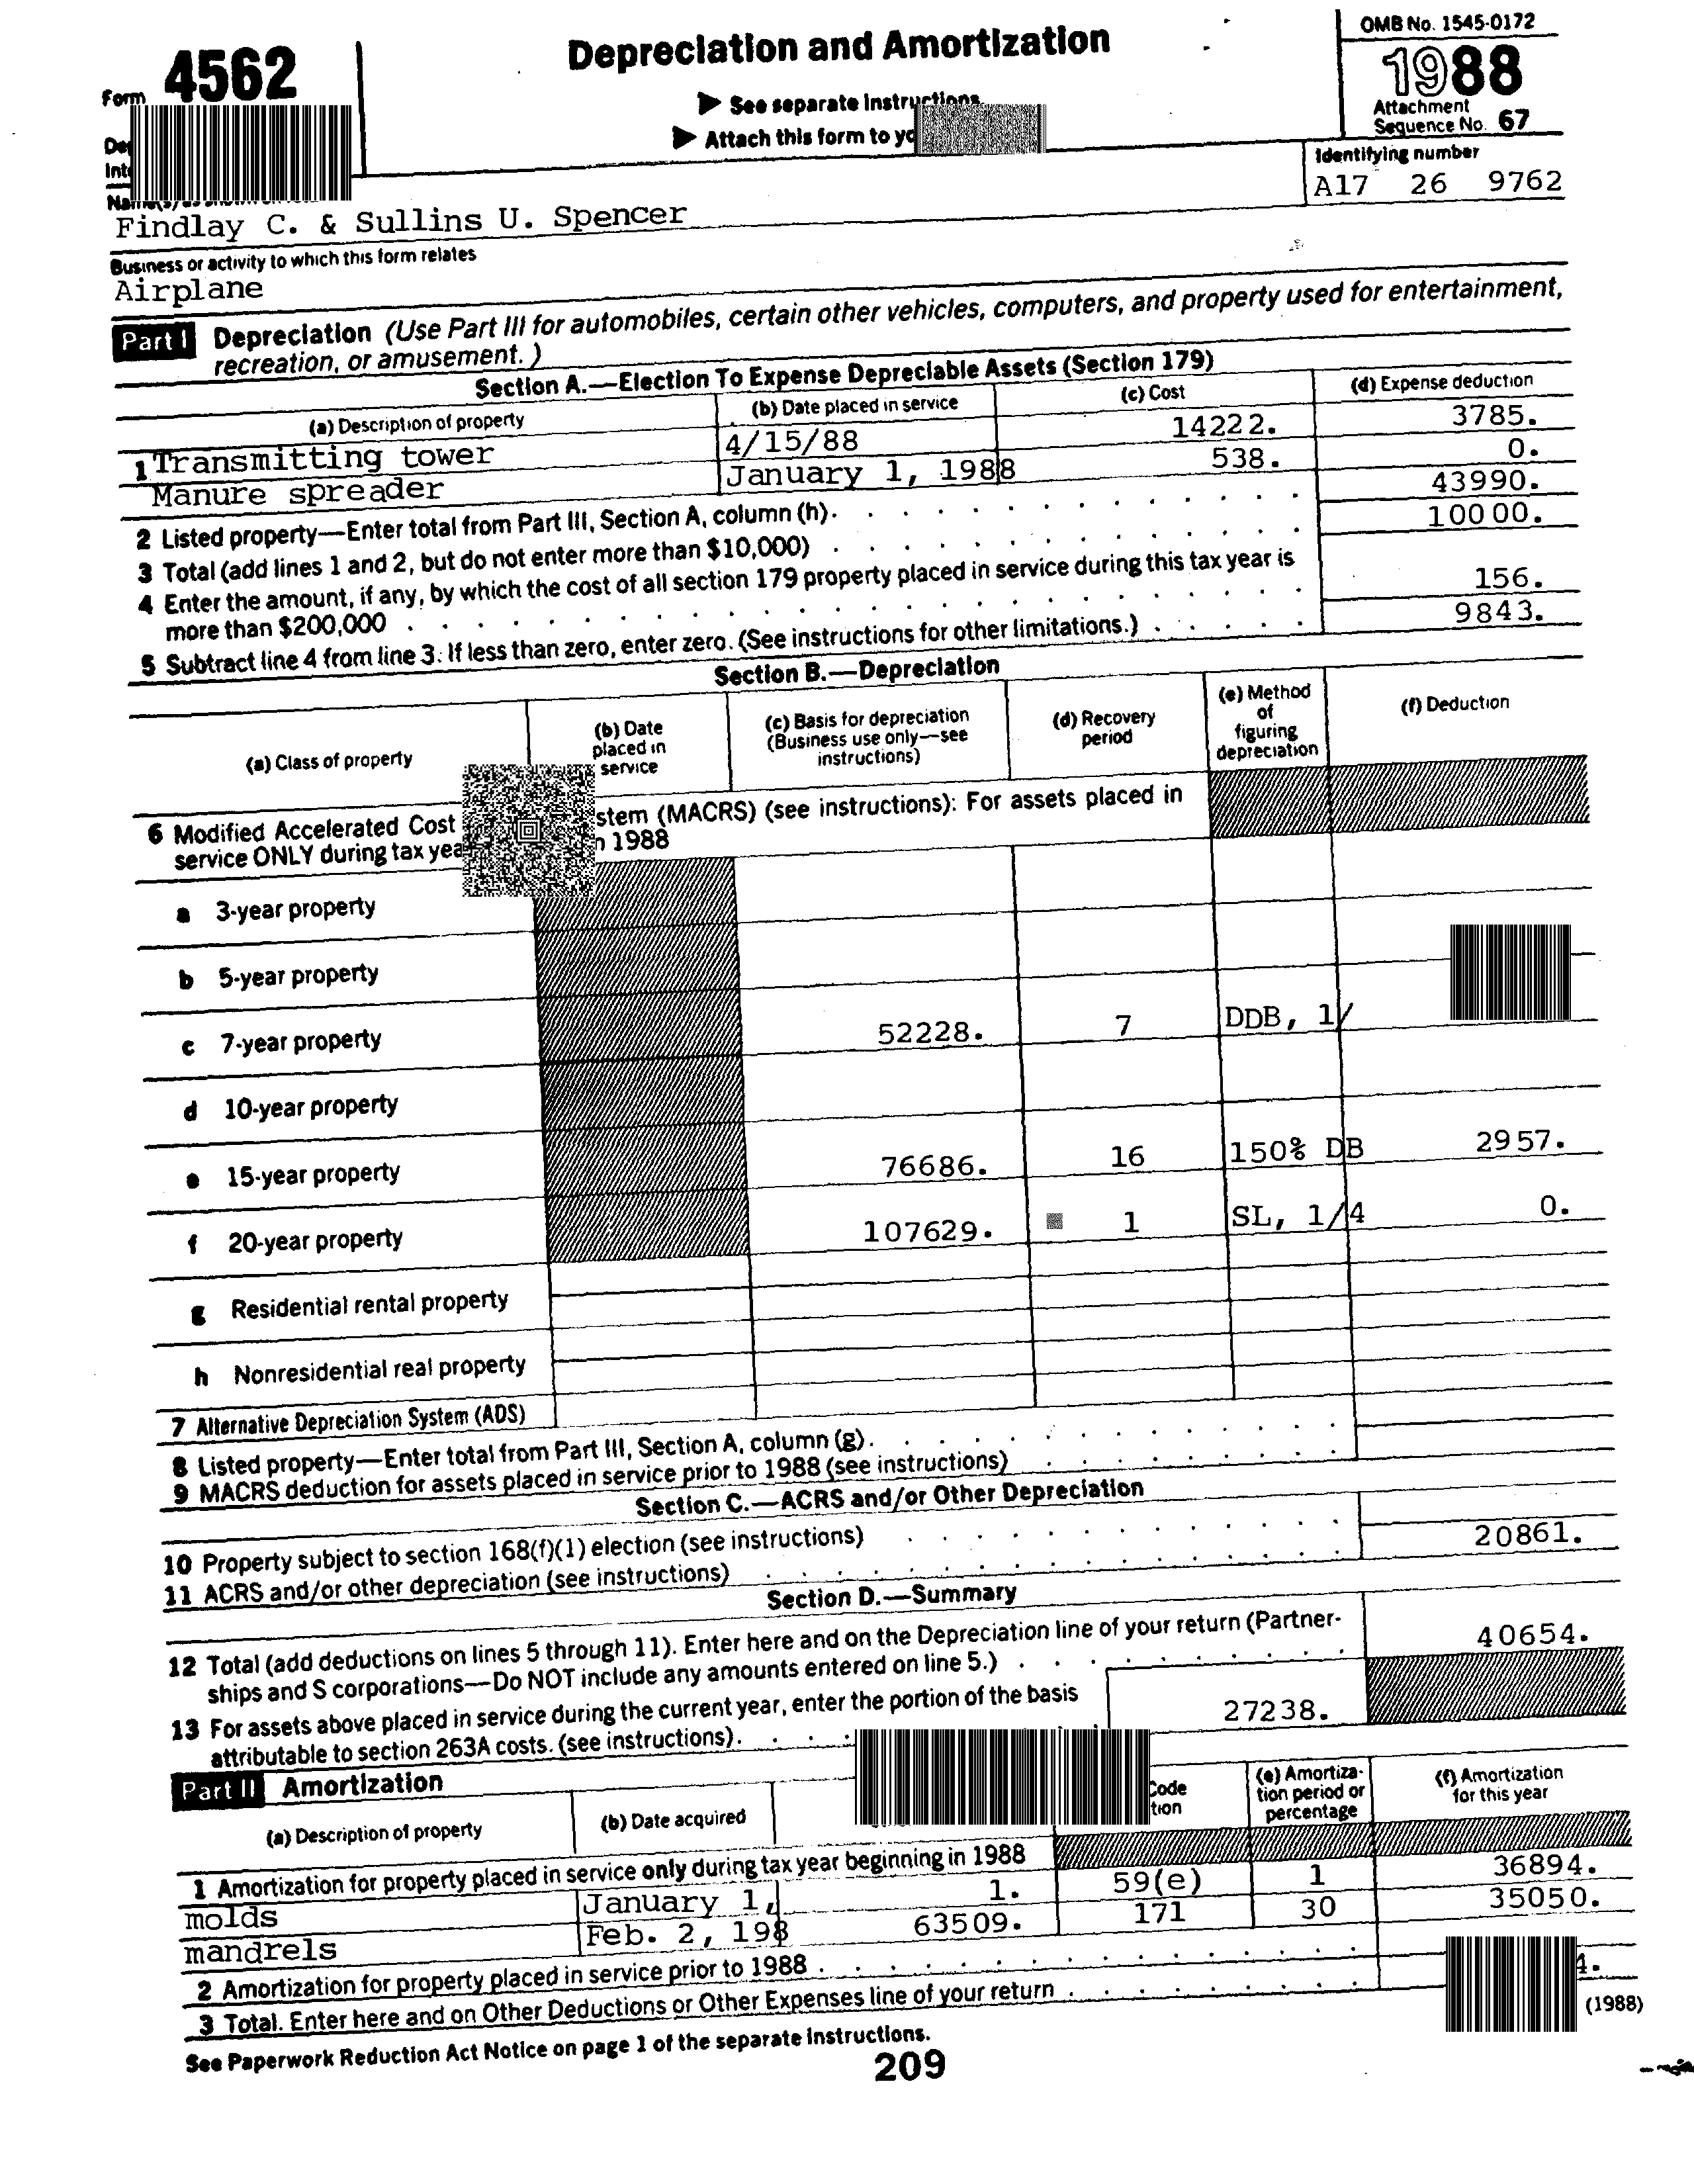 Form 4562
Depreciation and Amortization
▶ See separate Instructions.
▶ Attach this form to
OMB No. 1545-0172
1988
Attachment
Sequence No. 67
Identifying number
A17 26 9762
Findlay C. & Sullins U. Spencer
Business or activity to which this form relates
Airplane
Part I Depreciation (Use Part III for automobiles, certain other vehicles, computers, and property used for entertainment,
recreation, or amusement.)
Section A.—Election To Expense Depreciable Assets (Section 179)
(a) Description of property (b) Date placed in service (c) Cost (d) Expense deduction
1 Transmitting tower 4/15/88 14222. 3785.
Manure spreader January 1, 1988 538. 0.
2 Listed property—Enter total from Part III, Section A, column (h). 43990.
3 Total (add lines 1 and 2, but do not enter more than $10,000) 10000.
4 Enter the amount, if any, by which the cost of all section 179 property placed in service during this tax year is
more than $200,000 156.
5 Subtract line 4 from line 3. If less than zero, enter zero. (See instructions for other limitations.) 9843.
Section B.—Depreciation
(a) Class of property
(b) Date
placed in
service
(c) Basis for depreciation
(Business use only—see
instructions)
(d) Recovery
period
(e) Method
of
figuring
depreciation
(f) Deduction
6 Modified Accelerated Cost stem (MACRS) (see instructions): For assets placed in
service ONLY during tax 1988
a 3-year property
b 5-year property
c 7-year property 52228. 7 DDB, 1/
d 10-year property
e 15-year property 76686. 16 150% DB 2957.
f 20-year property 107629. 1 SL, 1/4 0.
g Residential rental property
h Nonresidential real property
7 Alternative Depreciation System (ADS)
8 Listed property—Enter total from Part III, Section A, column (g).
9 MACRS deduction for assets placed in service prior to 1988 (see instructions)
Section C.—ACRS and/or Other Depreciation
10 Property subject to section 168(f)(1) election (see instructions) 20861.
11 ACRS and/or other depreciation (see instructions)
Section D.—Summary
12 Total (add deductions on lines 5 through 11). Enter here and on the Depreciation line of your return (Partner-
ships and S corporations—Do NOT include any amounts entered on line 5.) 40654.
13 For assets above placed in service during the current year, enter the portion of the basis
attributable to section 263A costs. (see instructions). 27238.
Part II Amortization
(a) Description of property
(b) Date acquired
Code
tion
(e) Amortiza-
tion period or
percentage
(f) Amortization
for this year
1 Amortization for property placed in service only during tax year beginning in 1988
molds January 1, 1. 59(e) 1 36894.
mandrels Feb. 2, 198 63509. 171 30 35050.
2 Amortization for property placed in service prior to 1988
3 Total. Enter here and on Other Deductions or Other Expenses line of your return
(1988)
See Paperwork Reduction Act Notice on page 1 of the separate Instructions.
209